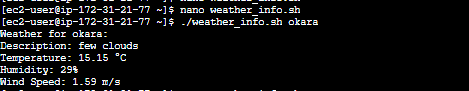 [ec2-user@ip-172-31-21-77 ~]$ nano weather_info.sh
[ec2-user@ip-172-31-21-77 ~]$ ./weather_info.sh okara
Weather for okara:
Description: few clouds
Temperature: 15.15 °C
Humidity: 29%
Wind Speed: 1.59 m/s